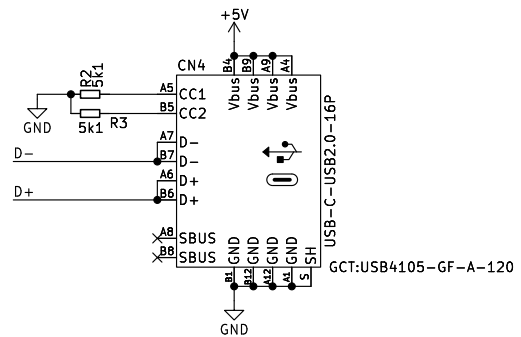 +5V
CN4
B4 B9 A9 A4
Vbus Vbus Vbus Vbus
R2 5k1
A5 CC1
B5 CC2
GND
5k1 R3
A7 D-
D- B7 D-
A6 D+
D+ B6 D+
A8 SBUS
B8 SBUS
USB-C-USB2.0-16P
GND GND GND GND SH
B1 B12 A12 A1 S
GCT:USB4105-GF-A-120
GND